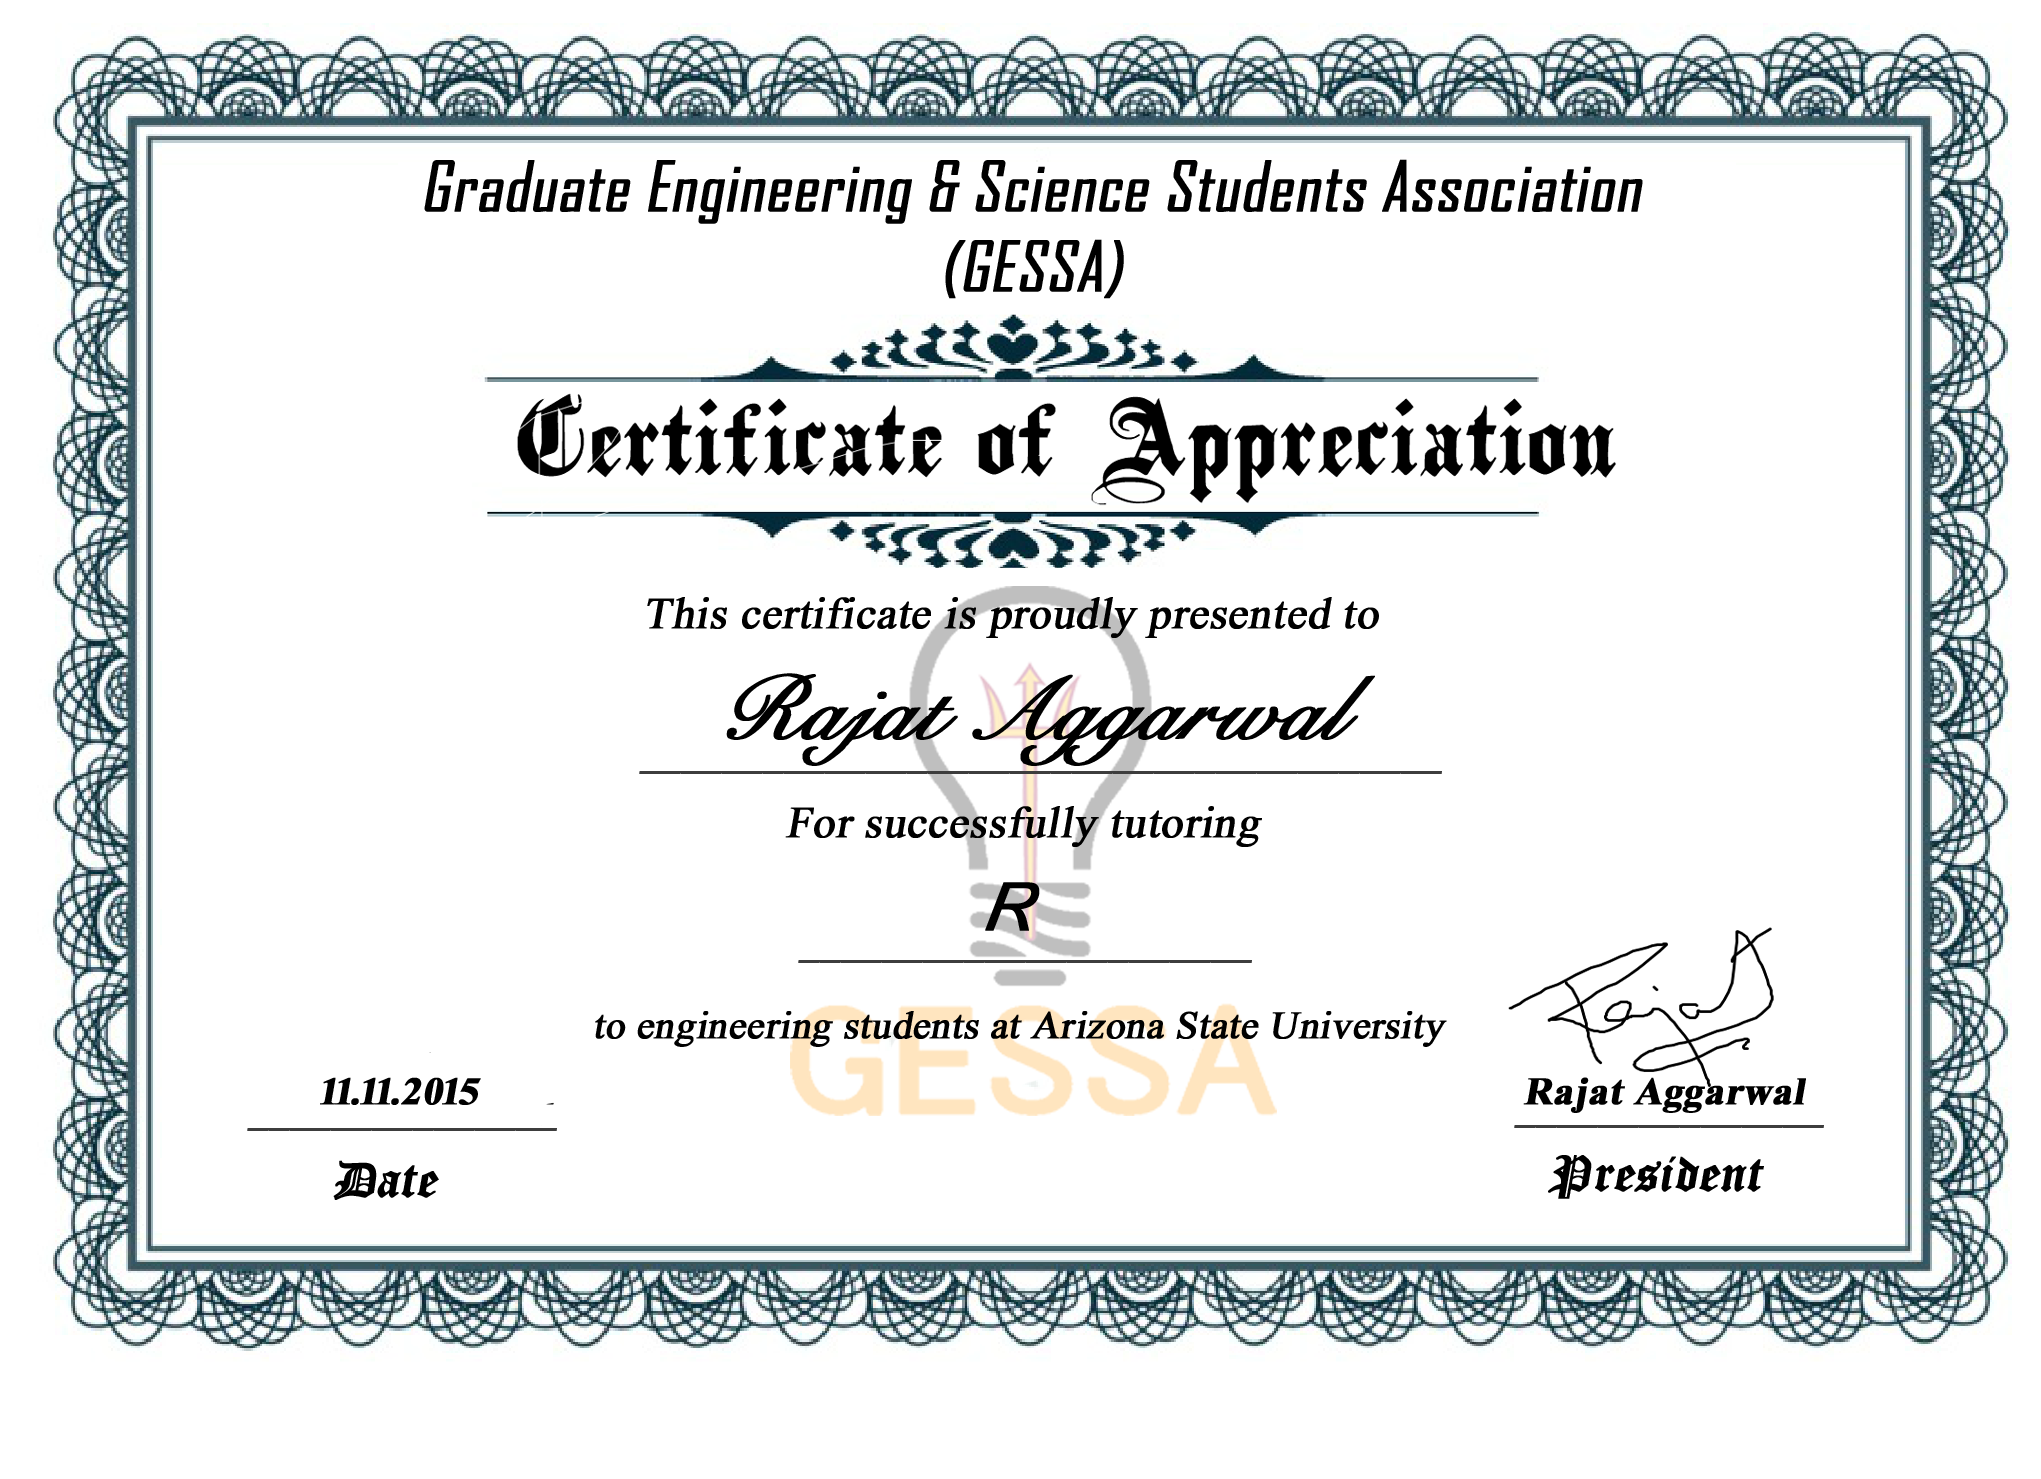 Graduate Engineering & Science Students Association
(GESSA)
Certificate of Appreciation
This certificate is proudly presented to
Rajat Aggarwal
For successfully tutoring
R
to engineering students at Arizona State University
GESSA
Rajat
11.11.2015
Rajat Aggarwal
Date
President